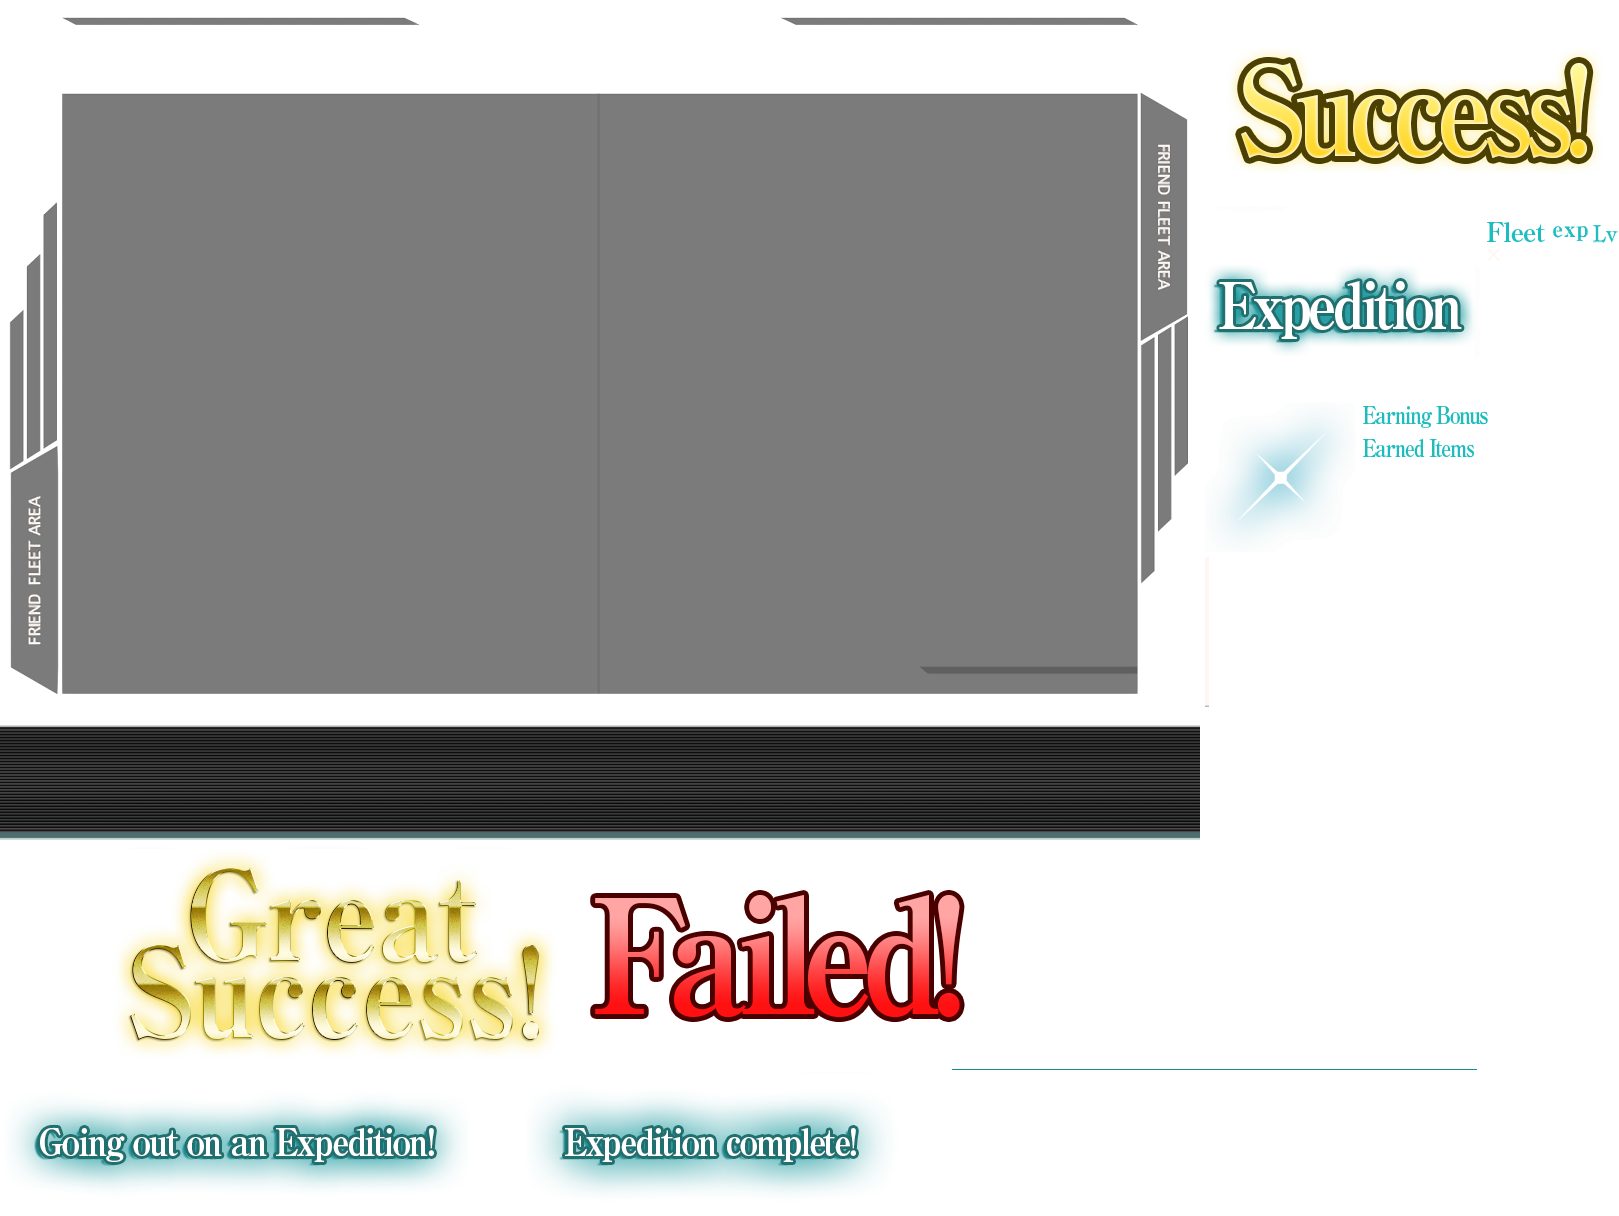 Success!
FRIEND FLEET AREA
Fleet exp Lv
Expedition
Earning Bonus
Earned Items
FRIEND FLEET AREA
Great
Success!
Failed!
Going out on an Expedition!
Expedition complete!